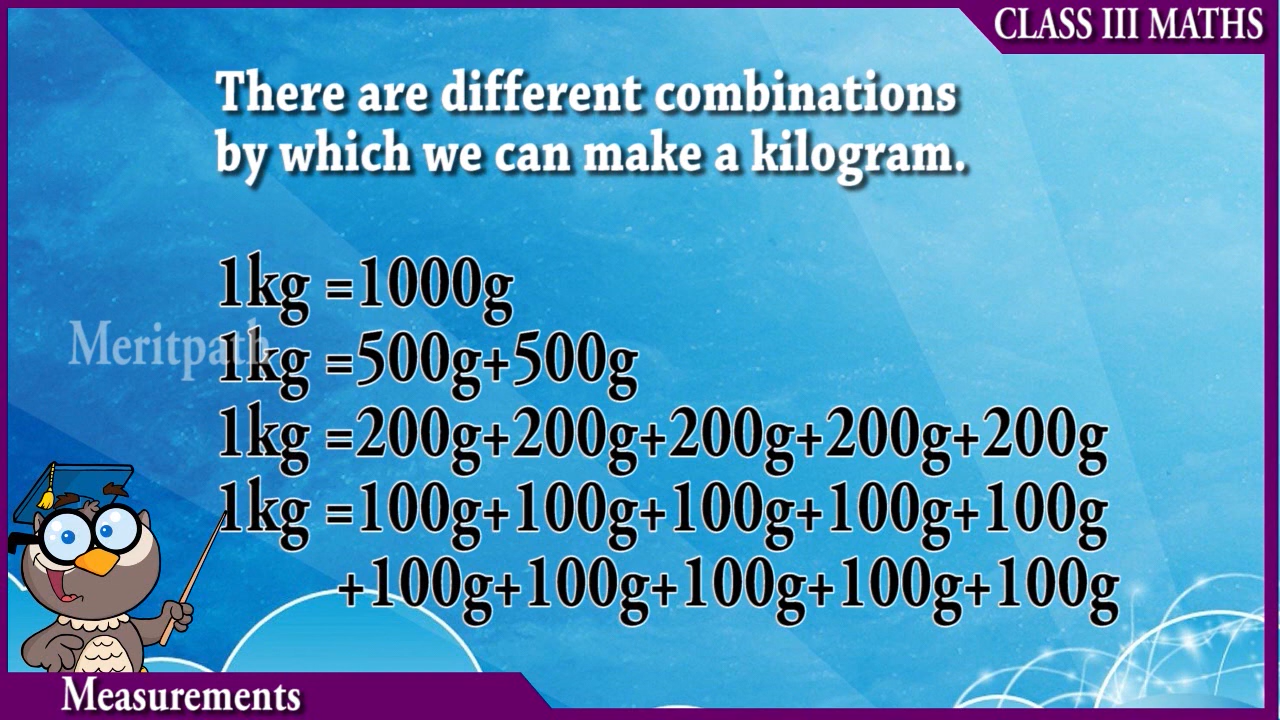 CLASS III MATHS
There are different combinations
by which we can make a kilogram.
1kg =1000g
Meritpath
1kg =500g+500g
1kg =200g+200g+200g+200g+200g
1kg =100g+100g+100g+100g+100g
+100g+100g+100g+100g+100g
Measurements